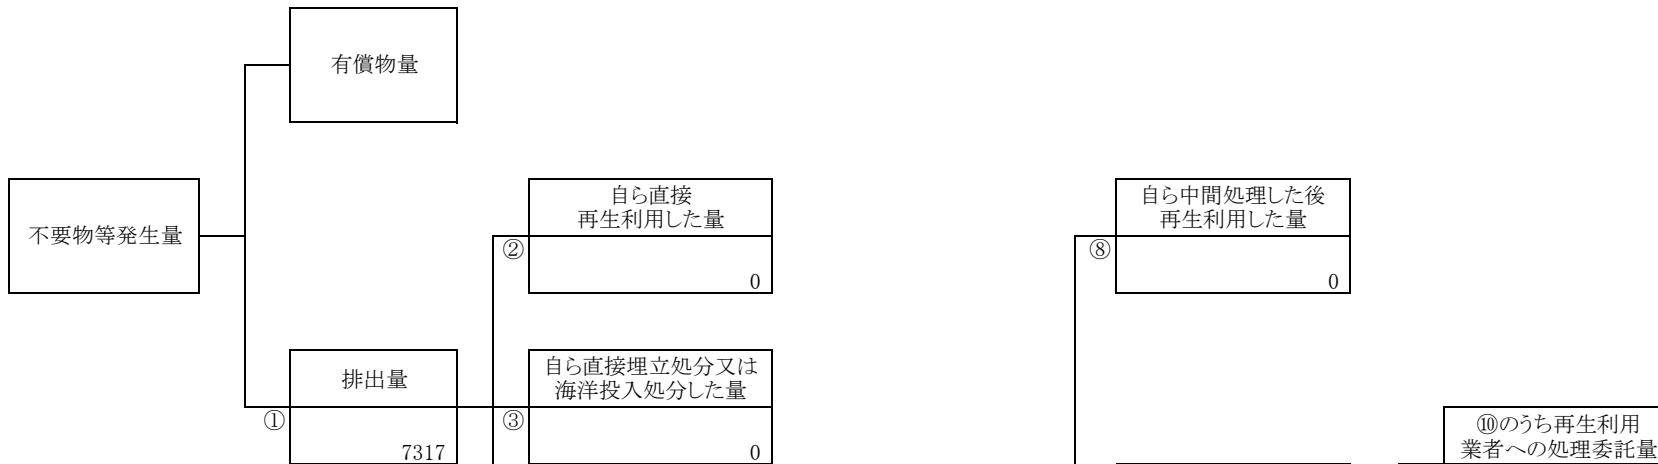 有償物量
不要物等発生量
自ら直接
再生利用した量
②
0
自ら中間処理した後
再生利用した量
⑧
0
排出量
①
7317
自ら直接埋立処分又は
海洋投入処分した量
③
0
⑩のうち再生利用
業者への処理委託量